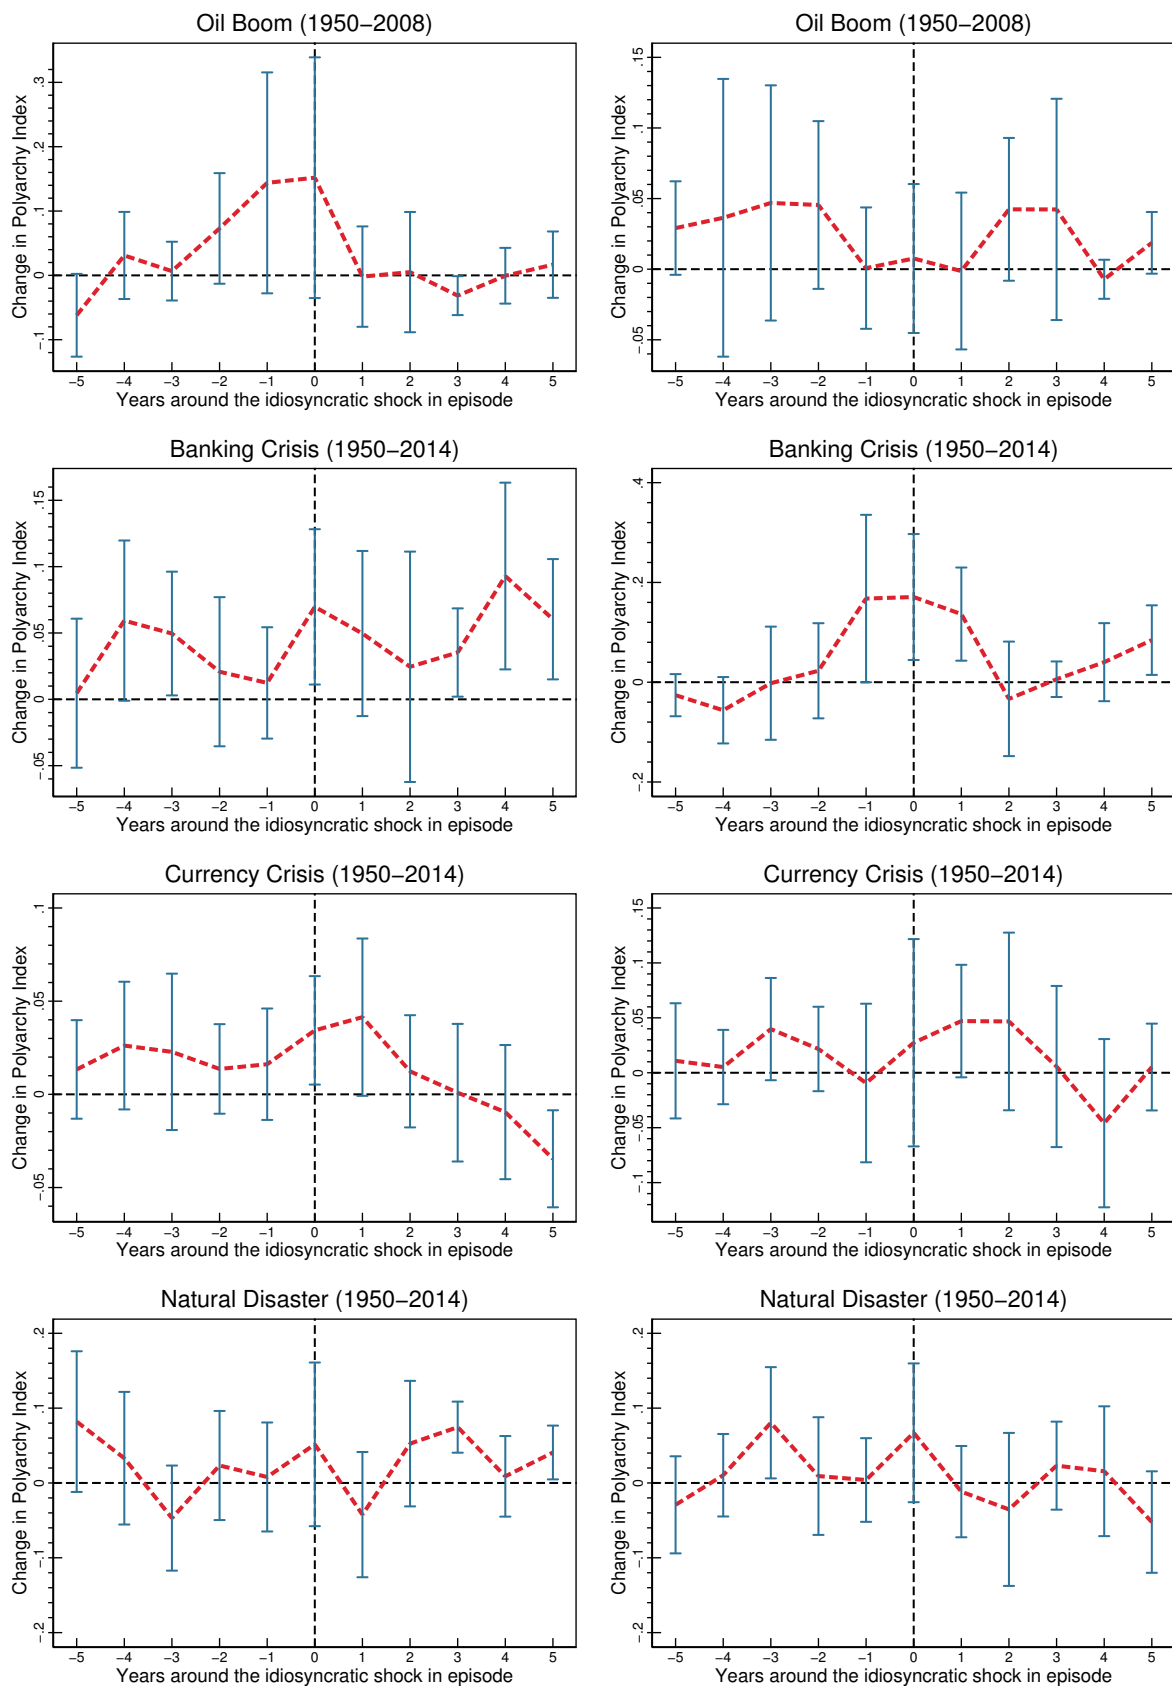 Oil Boom (1950−2008)
Change in Polyarchy Index
−.1 0 .1 .2 .3
−5 −4 −3 −2 −1 0 1 2 3 4 5
Years around the idiosyncratic shock in episode
Oil Boom (1950−2008)
Change in Polyarchy Index
−.05 0 .05 .1 .15
−5 −4 −3 −2 −1 0 1 2 3 4 5
Years around the idiosyncratic shock in episode
Banking Crisis (1950−2014)
Change in Polyarchy Index
−.05 0 .05 .1 .15
−5 −4 −3 −2 −1 0 1 2 3 4 5
Years around the idiosyncratic shock in episode
Banking Crisis (1950−2014)
Change in Polyarchy Index
−.2 0 .2 .4
−5 −4 −3 −2 −1 0 1 2 3 4 5
Years around the idiosyncratic shock in episode
Currency Crisis (1950−2014)
Change in Polyarchy Index
−.05 0 .05 .1
−5 −4 −3 −2 −1 0 1 2 3 4 5
Years around the idiosyncratic shock in episode
Currency Crisis (1950−2014)
Change in Polyarchy Index
−.1 −.05 0 .05 .1 .15
−5 −4 −3 −2 −1 0 1 2 3 4 5
Years around the idiosyncratic shock in episode
Natural Disaster (1950−2014)
Change in Polyarchy Index
−.2 −.1 0 .1 .2
−5 −4 −3 −2 −1 0 1 2 3 4 5
Years around the idiosyncratic shock in episode
Natural Disaster (1950−2014)
Change in Polyarchy Index
−.2 −.1 0 .1 .2
−5 −4 −3 −2 −1 0 1 2 3 4 5
Years around the idiosyncratic shock in episode